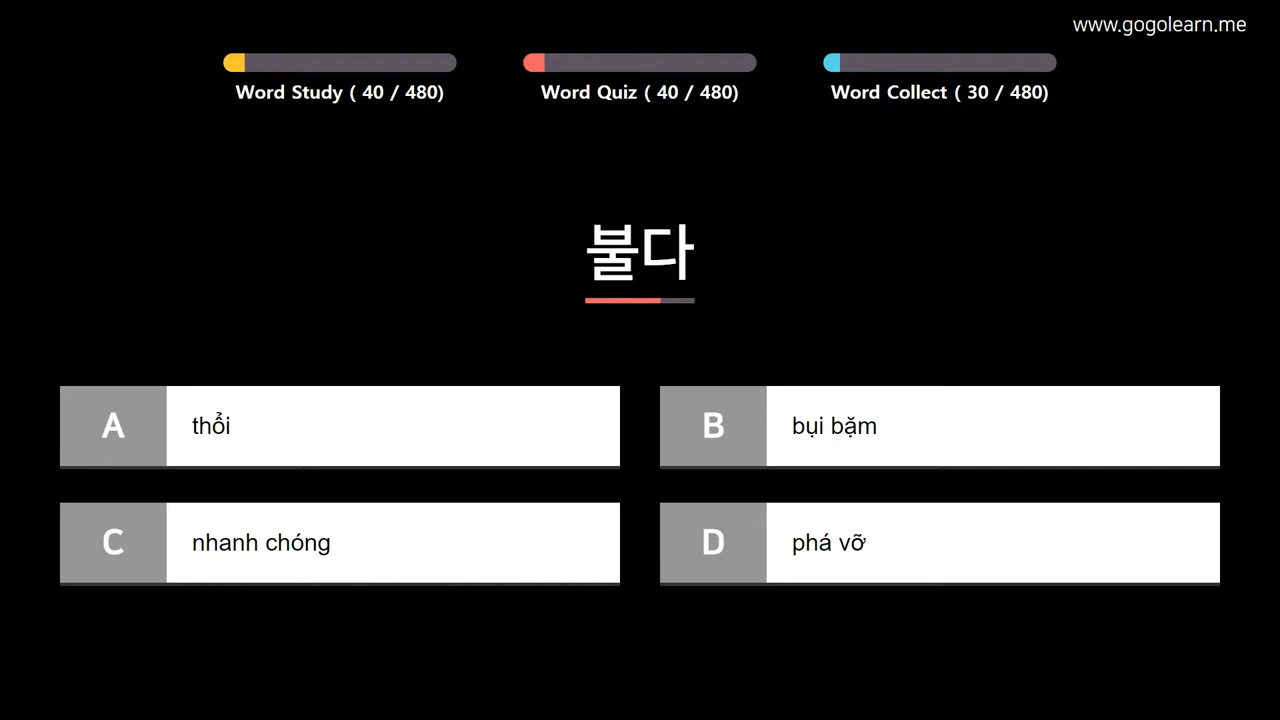 www.gogolearn.me
Word Study ( 40 / 480)
Word Quiz ( 40 / 480)
Word Collect ( 30 / 480)
불다
A thổi
B bụi bặm
C nhanh chóng
D phá vỡ